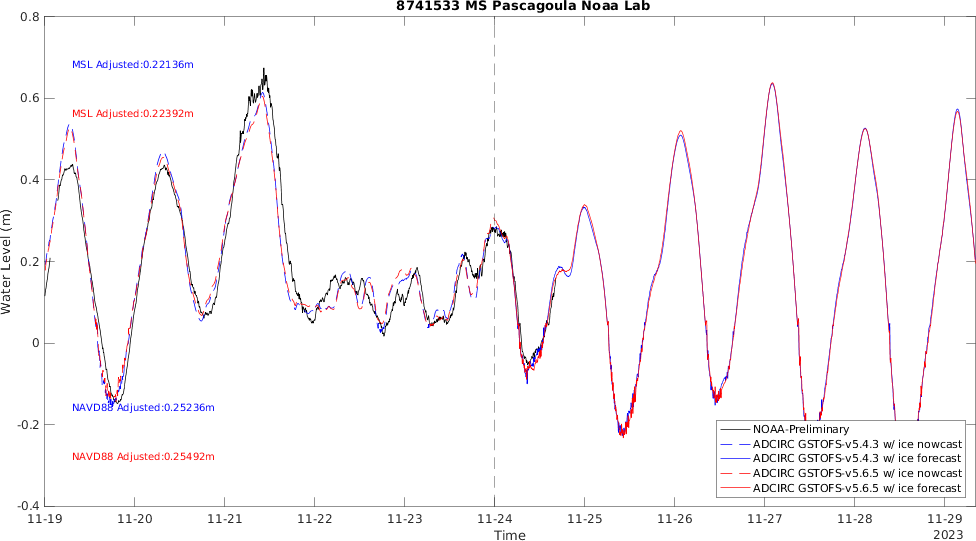 8741533 MS Pascagoula Noaa Lab
Water Level (m)
0.8
0.6
0.4
0.2
0
-0.2
-0.4
MSL Adjusted:0.22136m
MSL Adjusted:0.22392m
NAVD88 Adjusted:0.25236m
NAVD88 Adjusted:0.25492m
NOAA-Preliminary
ADCIRC GSTOFS-v5.4.3 w/ ice nowcast
ADCIRC GSTOFS-v5.4.3 w/ ice forecast
ADCIRC GSTOFS-v5.6.5 w/ ice nowcast
ADCIRC GSTOFS-v5.6.5 w/ ice forecast
11-19 11-20 11-21 11-22 11-23 11-24 11-25 11-26 11-27 11-28 11-29
2023
Time